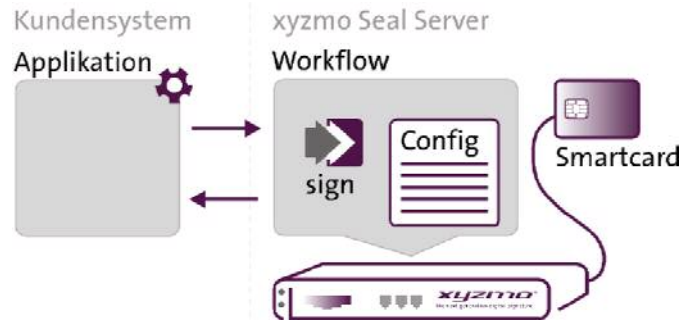 Kundensystem
xyzmo Seal Server
Applikation
Workflow
Config
sign
Smartcard
xyzmo